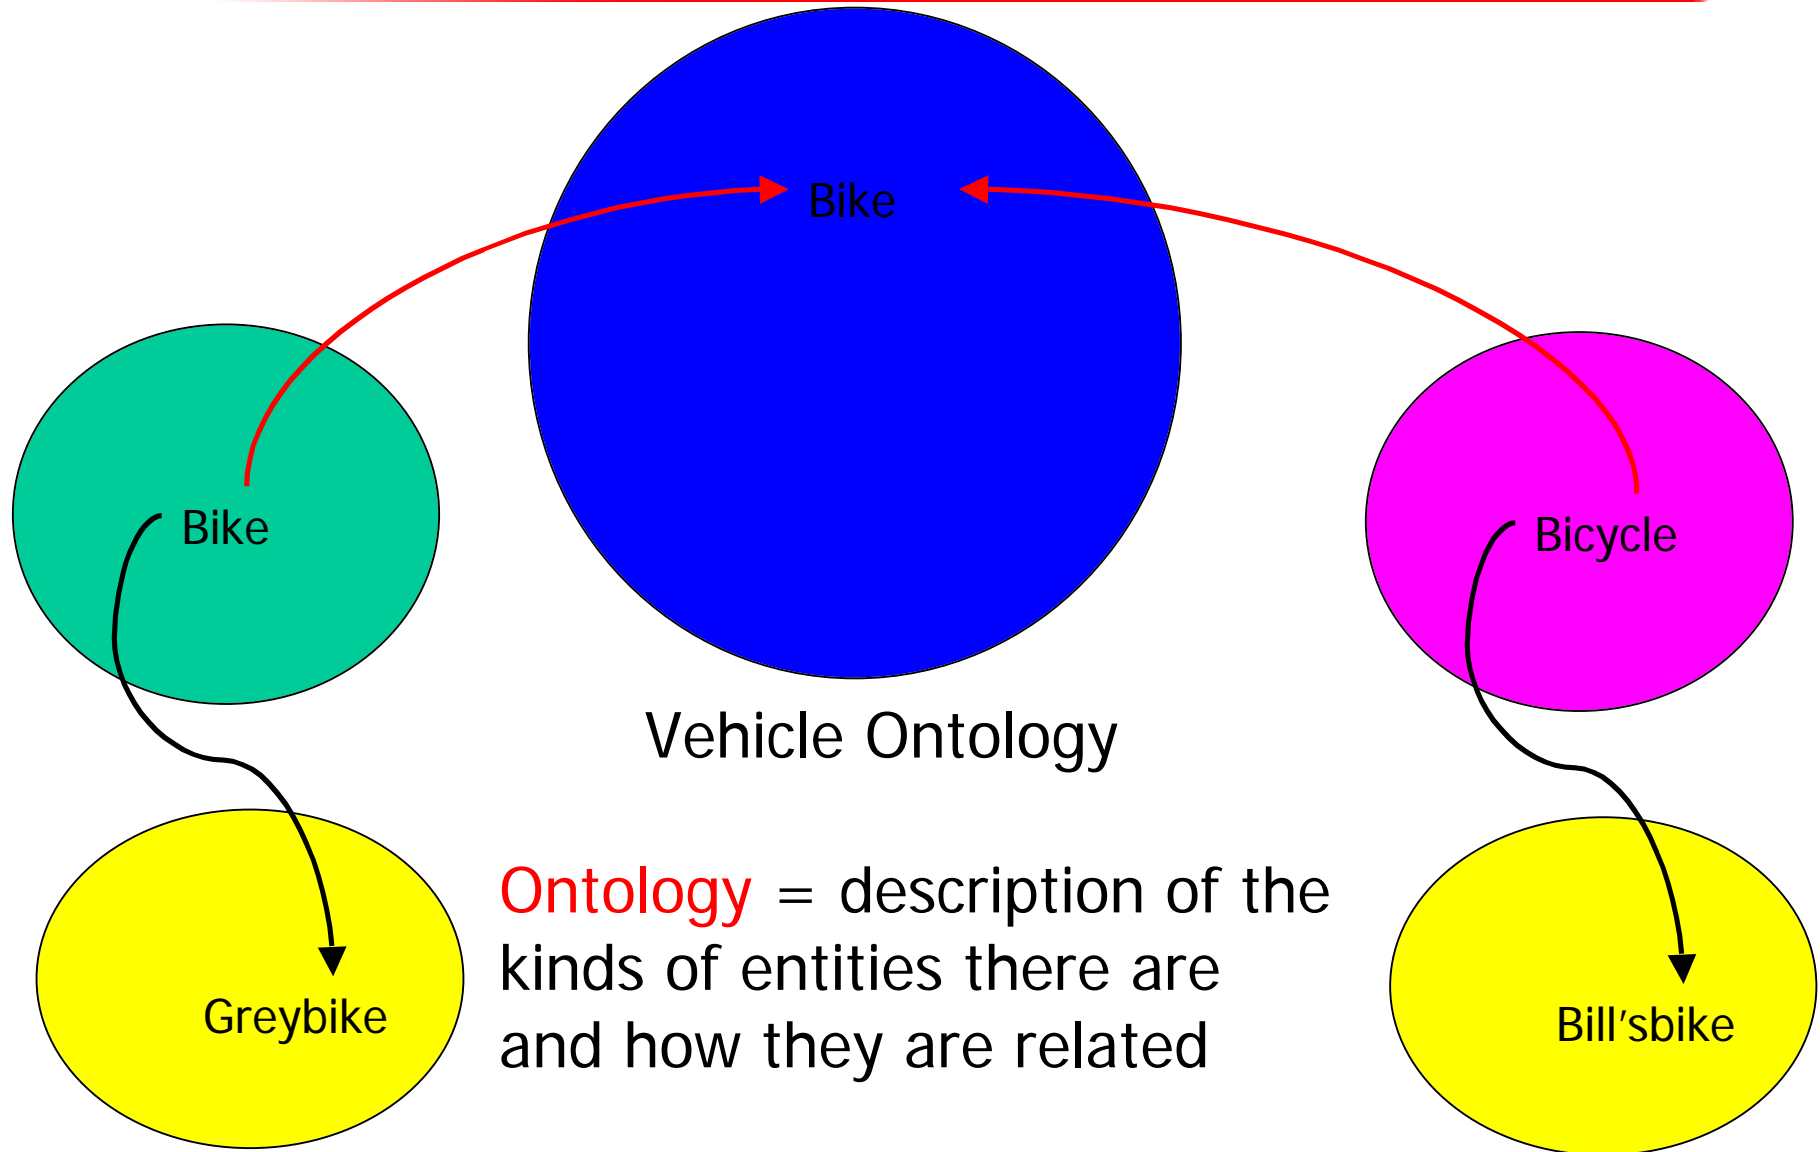 Bike
Bike
Bicycle
Vehicle Ontology
Ontology = description of the
kinds of entities there are
and how they are related
Greybike
Bill'sbike